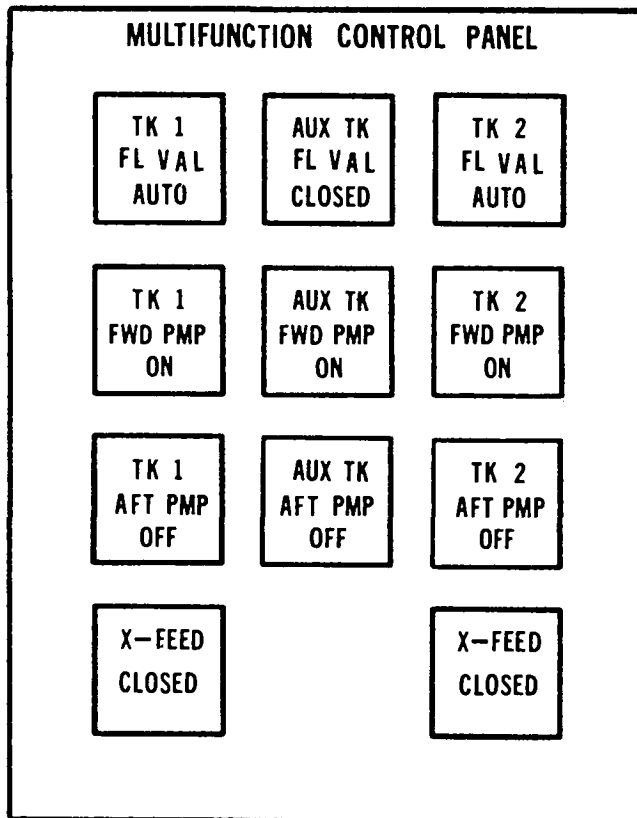 MULTIFUNCTION CONTROL PANEL
TK 1
FL VAL
AUTO
AUX TK
FL VAL
CLOSED
TK 2
FL VAL
AUTO
TK 1
FWD PMP
ON
AUX TK
FWD PMP
ON
TK 2
FWD PMP
ON
TK 1
AFT PMP
OFF
AUX TK
AFT PMP
OFF
TK 2
AFT PMP
OFF
X-FEED
CLOSED
X-FEED
CLOSED